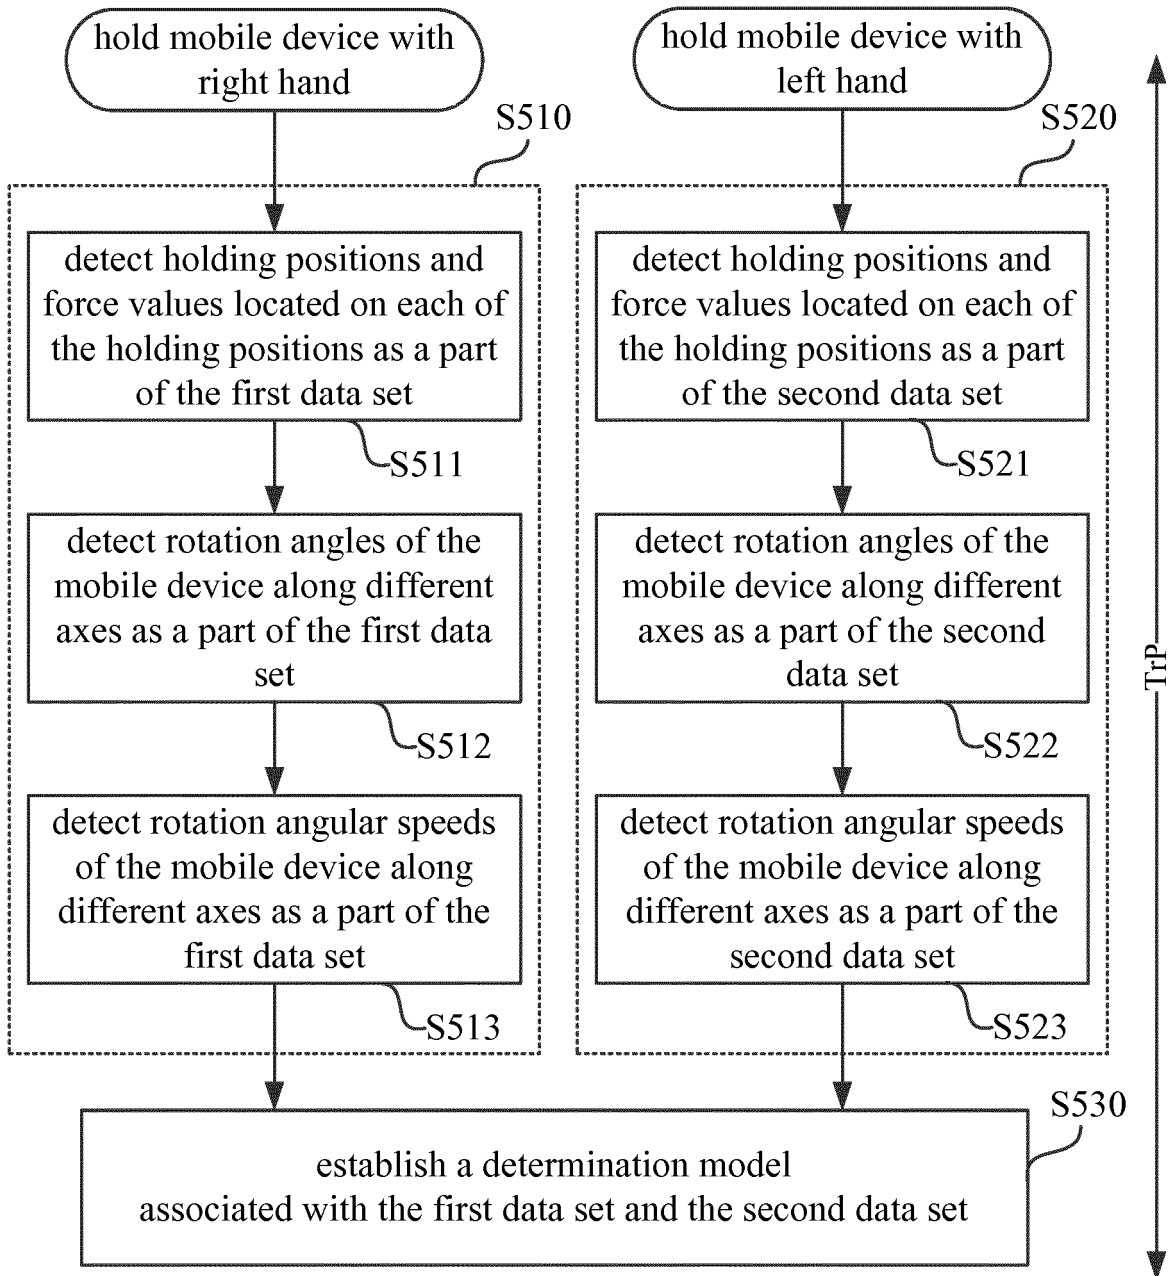 hold mobile device with
right hand
S510
detect holding positions and
force values located on each of
the holding positions as a part
of the first data set
S511
detect rotation angles of the
mobile device along different
axes as a part of the first data
set
S512
detect rotation angular speeds
of the mobile device along
different axes as a part of the
first data set
S513
hold mobile device with
left hand
S520
detect holding positions and
force values located on each of
the holding positions as a part
of the second data set
S521
detect rotation angles of the
mobile device along different
axes as a part of the second
data set
S522
detect rotation angular speeds
of the mobile device along
different axes as a part of the
second data set
S523
S530
establish a determination model
associated with the first data set and the second data set
TrP